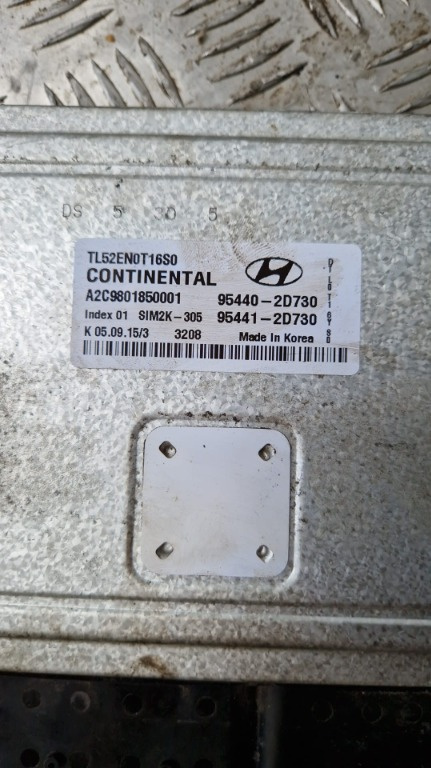 DS 5 30 5
TL52EN0T16S0
CONTINENTAL
A2C9801850001 95440-2D730
Index 01 SIM2K-305 95441-2D730
K 05.09.15/3 3208 Made in Korea